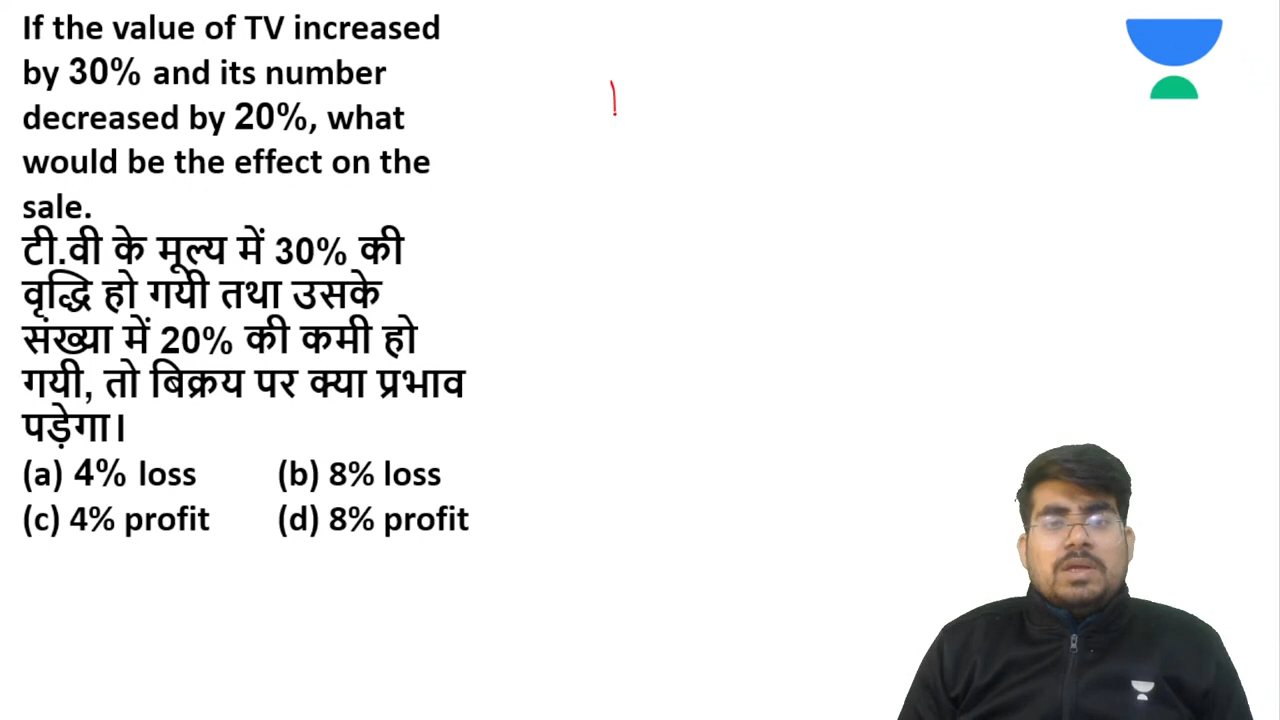 If the value of TV increased
by 30% and its number
decreased by 20%, what
would be the effect on the
sale.
टी.वी के मूल्य में 30% की
वृद्धि हो गयी तथा उसके
संख्या में 20% की कमी हो
गयी, तो बिक्रय पर क्या प्रभाव
पड़ेगा।
(a) 4% loss (b) 8% loss
(c) 4% profit (d) 8% profit